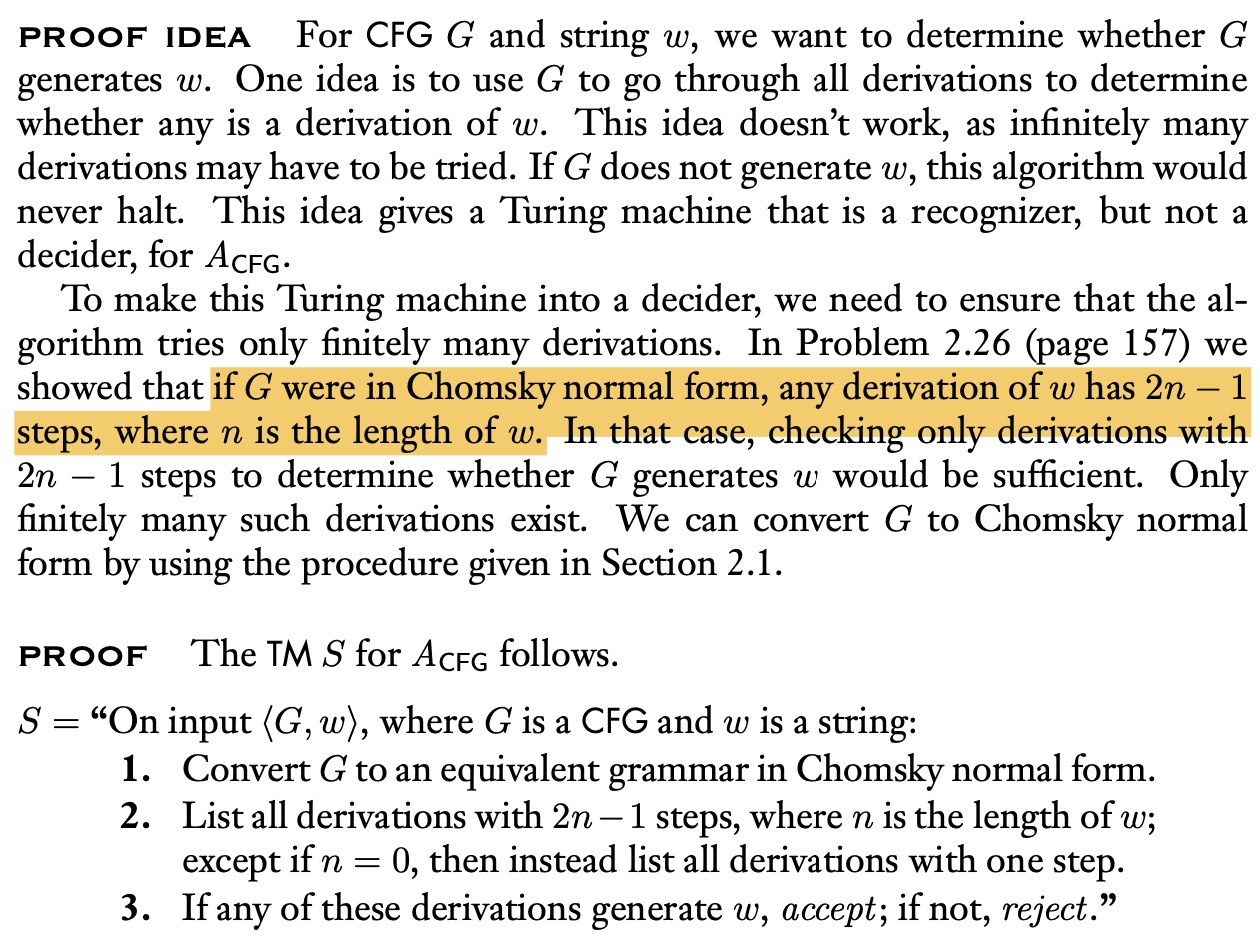 PROOF IDEA For CFG G and string w, we want to determine whether G
generates w. One idea is to use G to go through all derivations to determine
whether any is a derivation of w. This idea doesn’t work, as infinitely many
derivations may have to be tried. If G does not generate w, this algorithm would
never halt. This idea gives a Turing machine that is a recognizer, but not a
decider, for A_CFG.
To make this Turing machine into a decider, we need to ensure that the al-
gorithm tries only finitely many derivations. In Problem 2.26 (page 157) we
showed that if G were in Chomsky normal form, any derivation of w has 2n − 1
steps, where n is the length of w. In that case, checking only derivations with
2n − 1 steps to determine whether G generates w would be sufficient. Only
finitely many such derivations exist. We can convert G to Chomsky normal
form by using the procedure given in Section 2.1.
PROOF The TM S for A_CFG follows.
S = “On input ⟨G, w⟩, where G is a CFG and w is a string:
1. Convert G to an equivalent grammar in Chomsky normal form.
2. List all derivations with 2n − 1 steps, where n is the length of w;
except if n = 0, then instead list all derivations with one step.
3. If any of these derivations generate w, accept; if not, reject.”